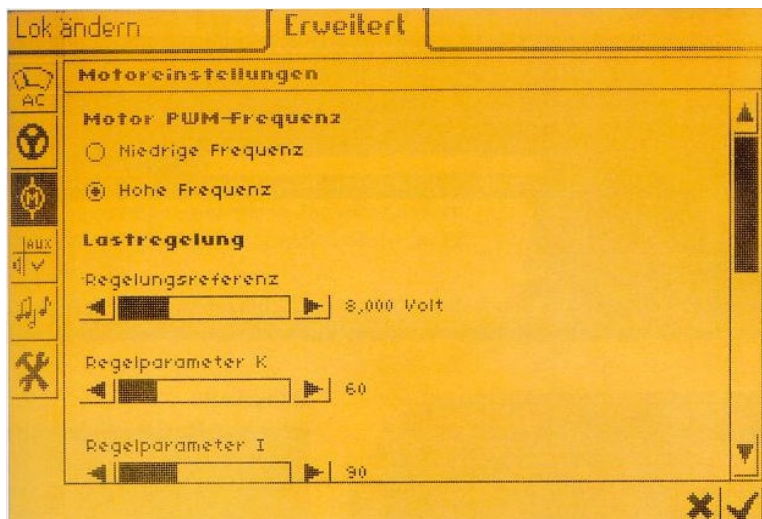 Lok ändern
Erweitert
AC
Motoreinstellungen
Motor PWM-Frequenz
Niedrige Frequenz
Hohe Frequenz
M
AUX
Lastregelung
Regelungsreferenz
8,000 Volt
Regelparameter K
60
Regelparameter I
90